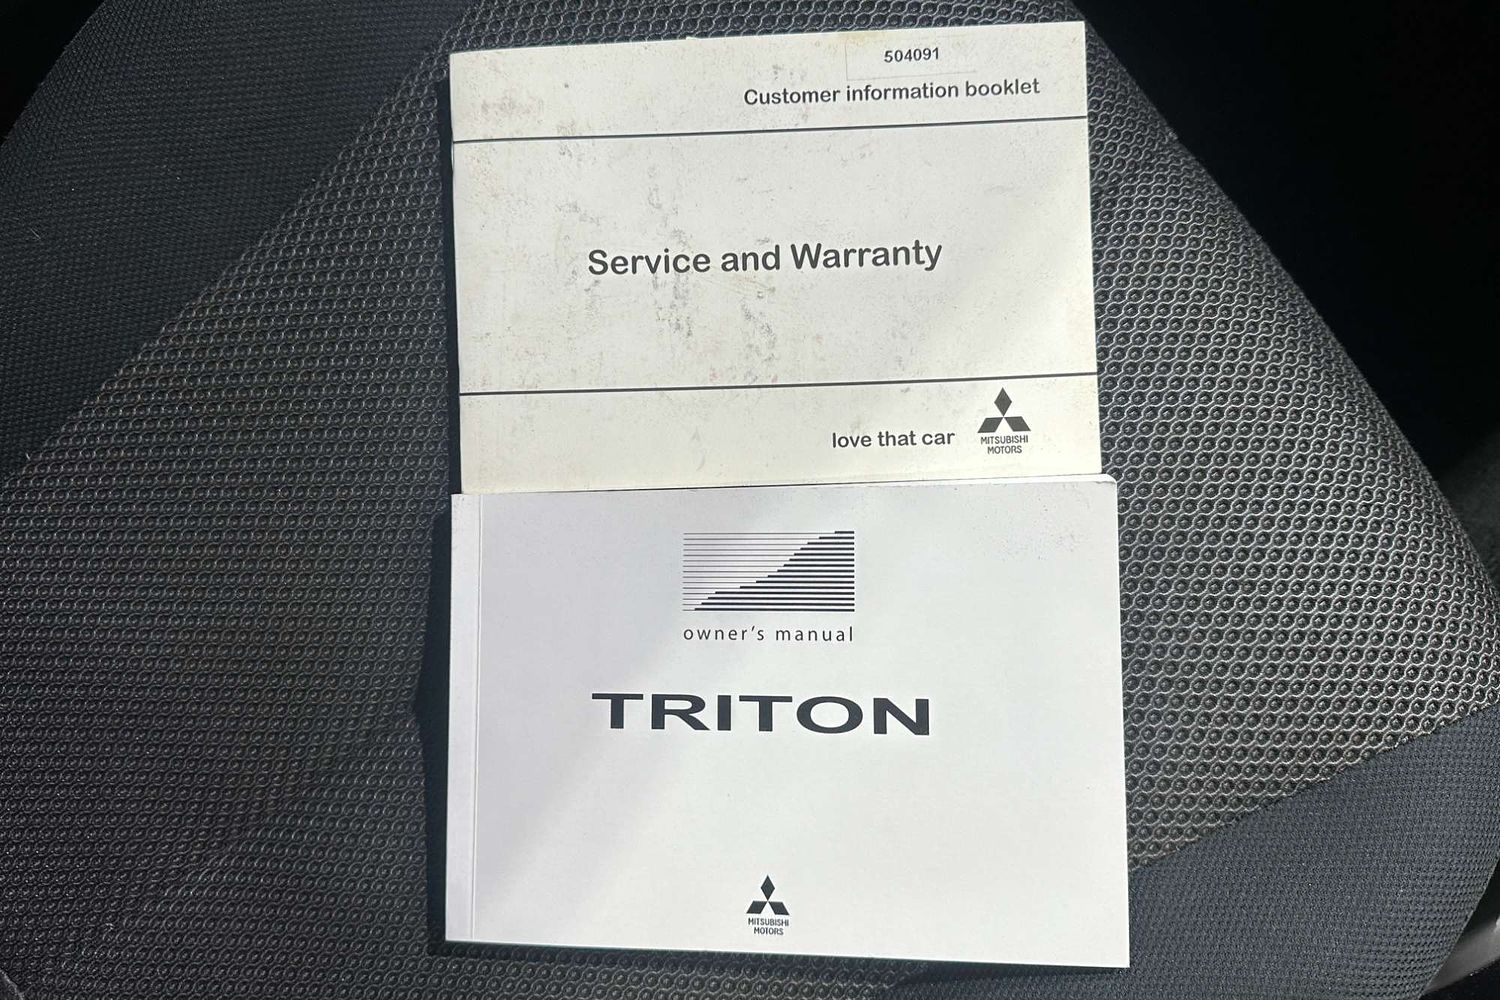 504091
Customer information booklet
Service and Warranty
love that car
MITSUBISHI
MOTORS
owner's manual
TRITON
MITSUBISHI
MOTORS